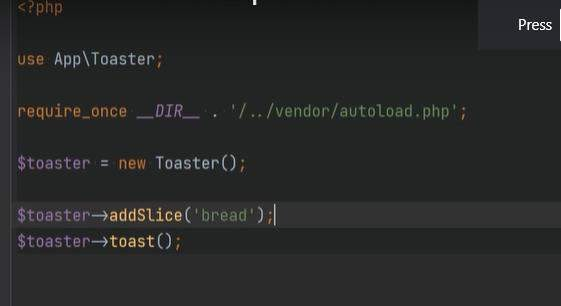 <?php
Press
use App\Toaster;
require_once __DIR__ . '/../vendor/autoload.php';
$toaster = new Toaster();
$toaster->addSlice('bread');
$toaster->toast();